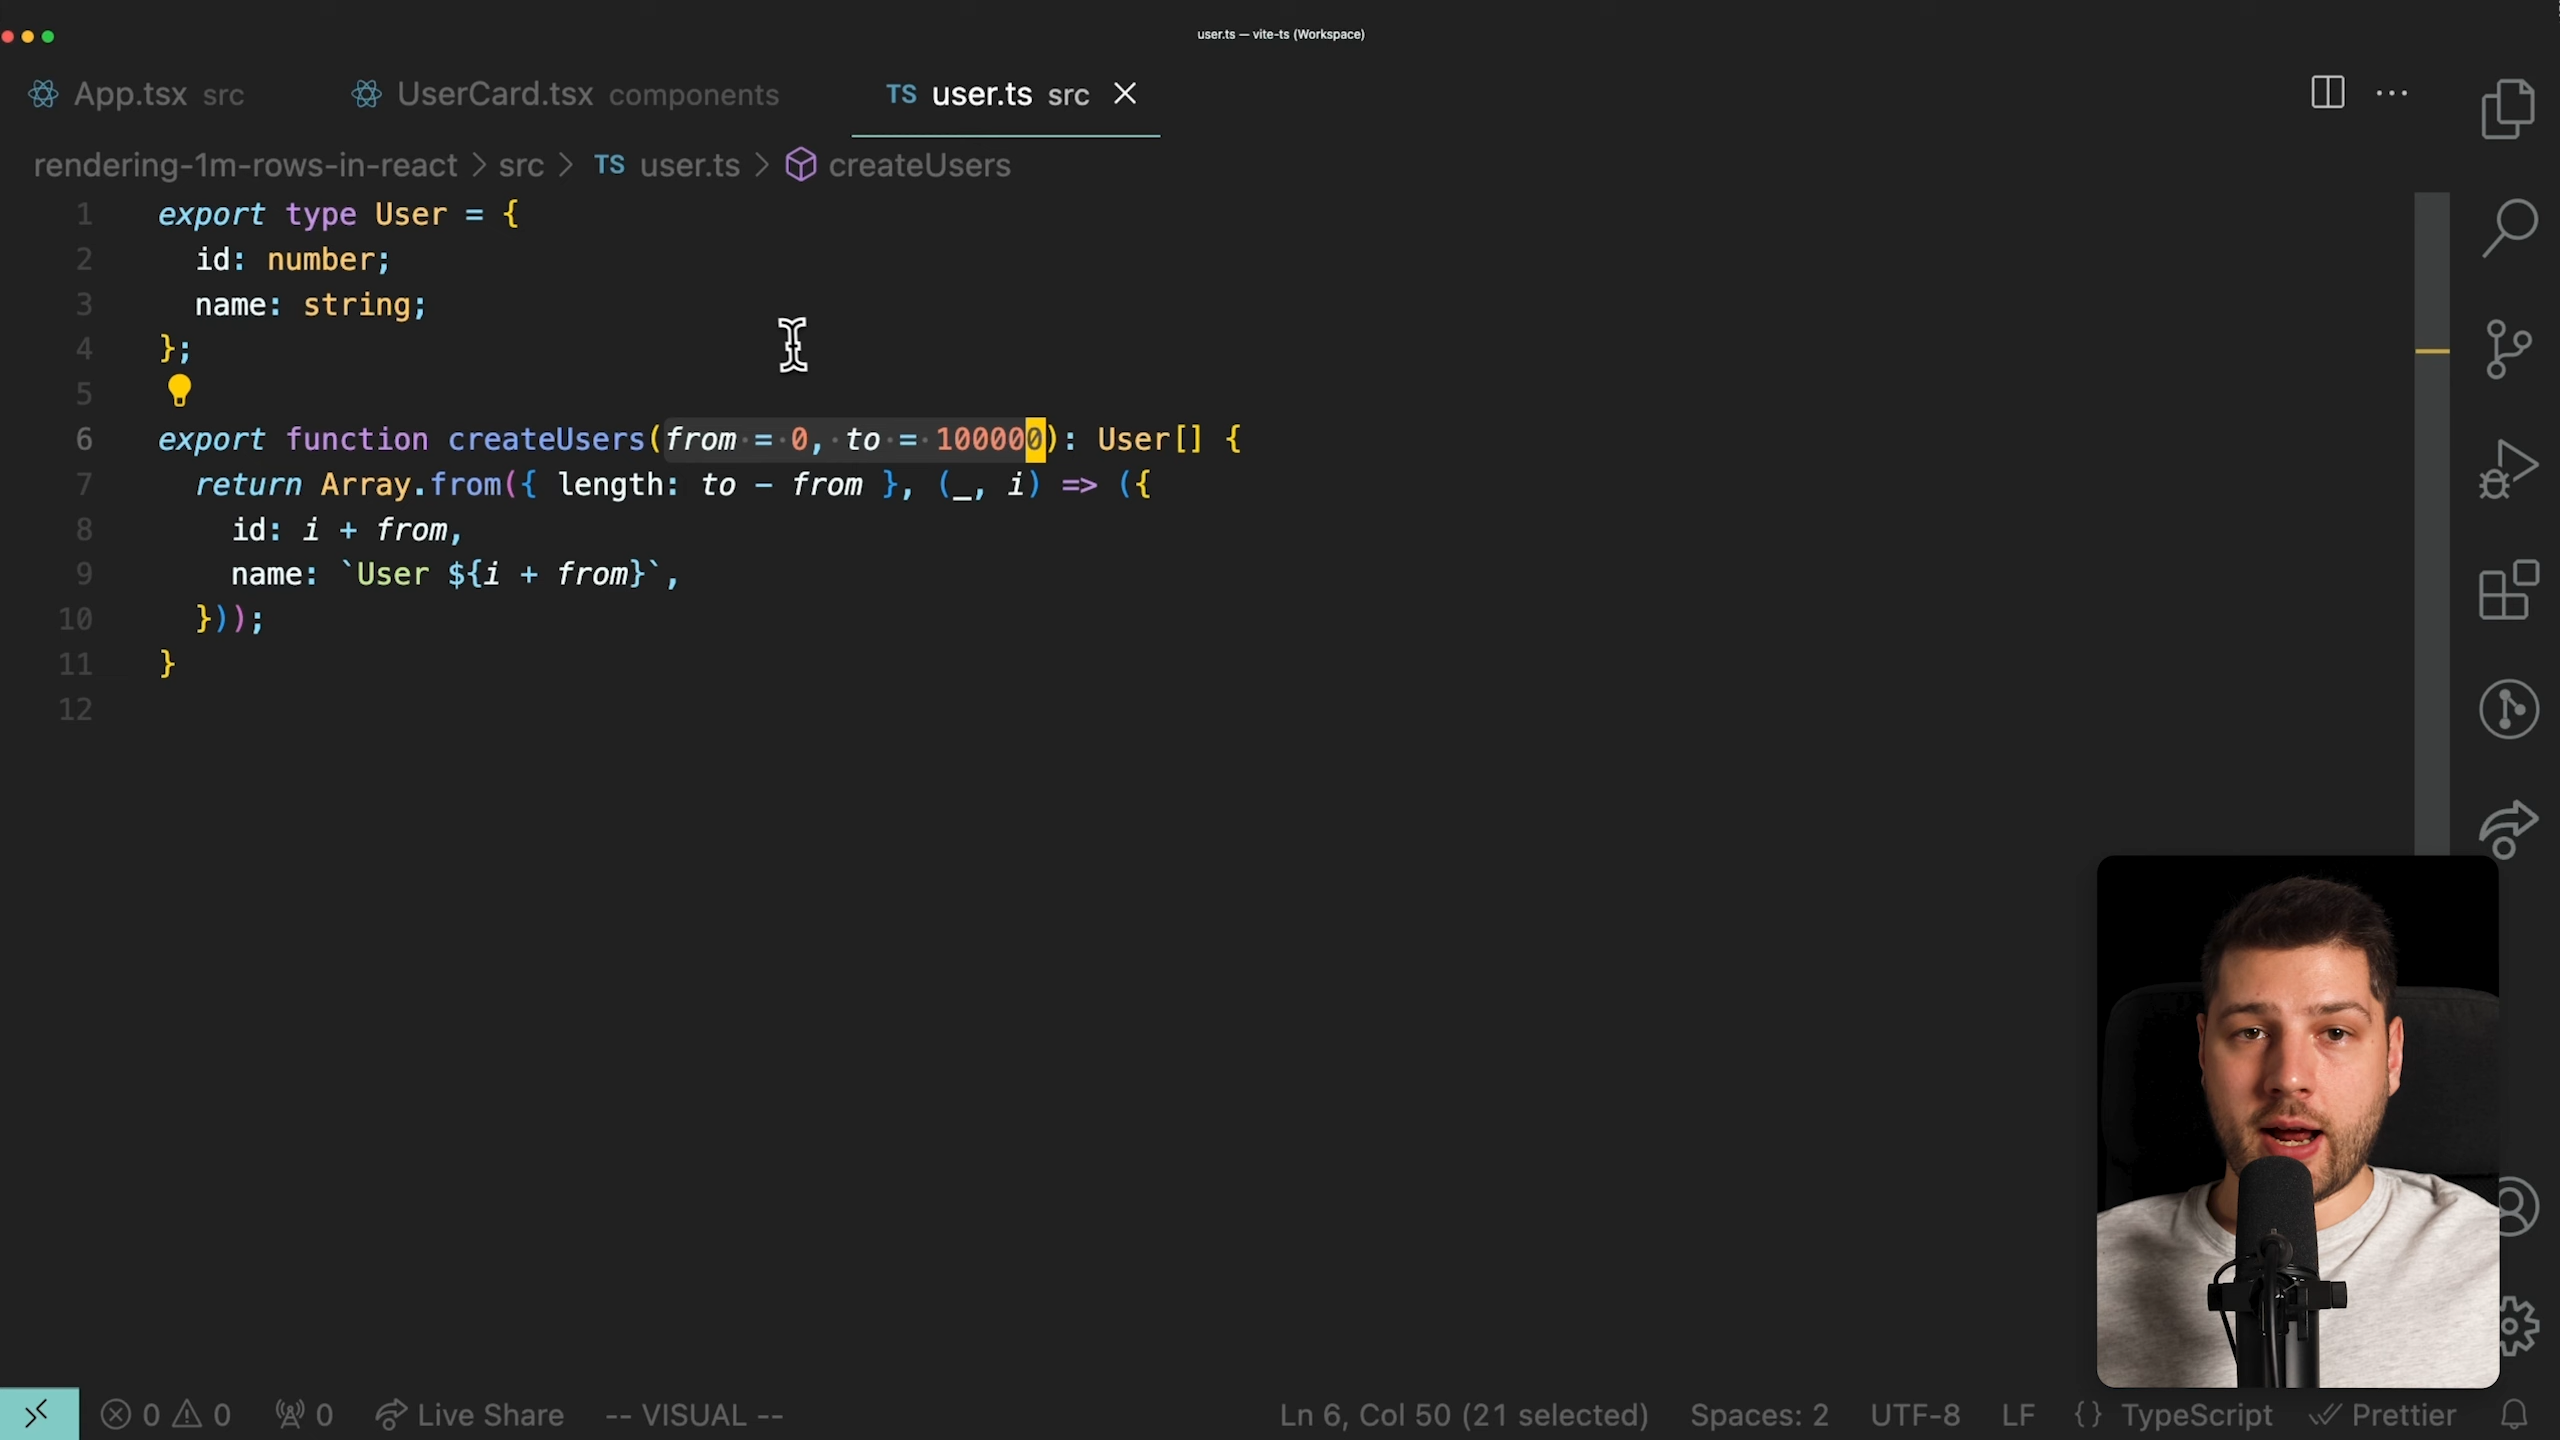 user.ts — vite-ts (Workspace)
App.tsx src UserCard.tsx components TS user.ts src
rendering-1m-rows-in-react > src > TS user.ts > createUsers
1 export type User = {
2   id: number;
3   name: string;
4 };
5
6 export function createUsers(from = 0, to = 100000): User[] {
7   return Array.from({ length: to - from }, (_, i) => ({
8     id: i + from,
9     name: `User ${i + from}`,
10   }));
11 }
12
0 0 0 Live Share -- VISUAL -- Ln 6, Col 50 (21 selected) Spaces: 2 UTF-8 LF {} TypeScript Prettier